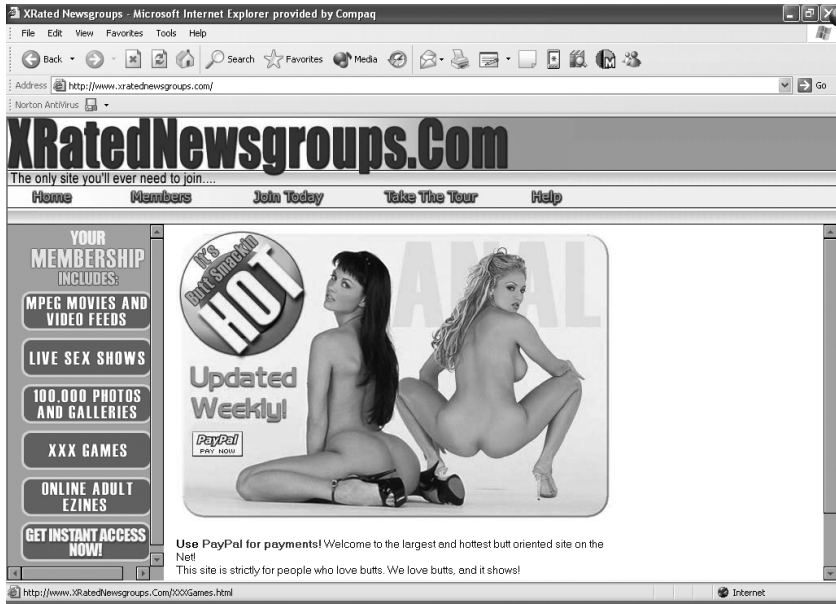 XRated Newsgroups - Microsoft Internet Explorer provided by Compaq
File Edit View Favorites Tools Help
Back Search Favorites Media
Address http://www.xratednewsgroups.com/ Go
Norton AntiVirus
XRatedNewsgroups.Com
The only site you'll ever need to join....
Home Members Join Today Take The Tour Help
YOUR
MEMBERSHIP
INCLUDES:
MPEG MOVIES AND
VIDEO FEEDS
LIVE SEX SHOWS
100,000 PHOTOS
AND GALLERIES
XXX GAMES
ONLINE ADULT
EZINES
GET INSTANT ACCESS
NOW!
It's
Butt Smackin
HOT
ANAL
Updated
Weekly!
PayPal
PAY NOW
Use PayPal for payments! Welcome to the largest and hottest butt oriented site on the
Net!
This site is strictly for people who love butts. We love butts, and it shows!
http://www.XRatedNewsgroups.Com/XXXGames.html Internet